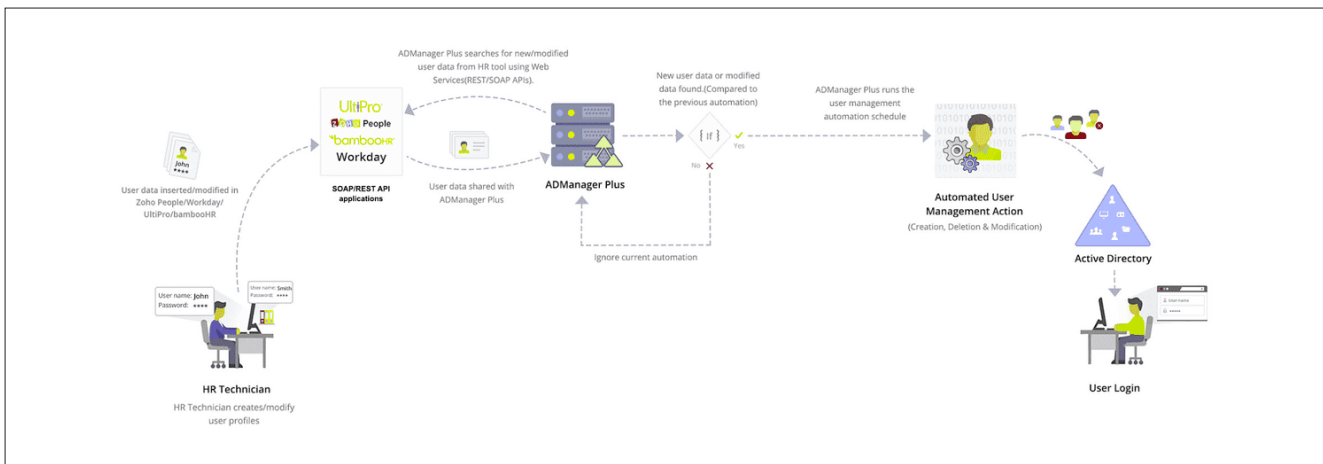 ADManager Plus searches for new/modified
user data from HR tool using Web
Services(REST/SOAP APIs).
New user data or modified
data found.(Compared to
the previous automation)
ADManager Plus runs the
user management
automation schedule
UltiPro
ZOHO People
bambooHR
Workday
SOAP/REST API
applications
John
****
User data inserted/modified in
Zoho People/Workday/
UltiPro/bambooHR
User data shared with
ADManager Plus
ADManager Plus
{ If }
Yes
No
Ignore current automation
Automated User
Management Action
(Creation, Deletion & Modification)
Active Directory
User name: John
Password: ****
User name: Smith
Password: ****
HR Technician
HR Technician creates/modify
user profiles
User name
*****
User Login